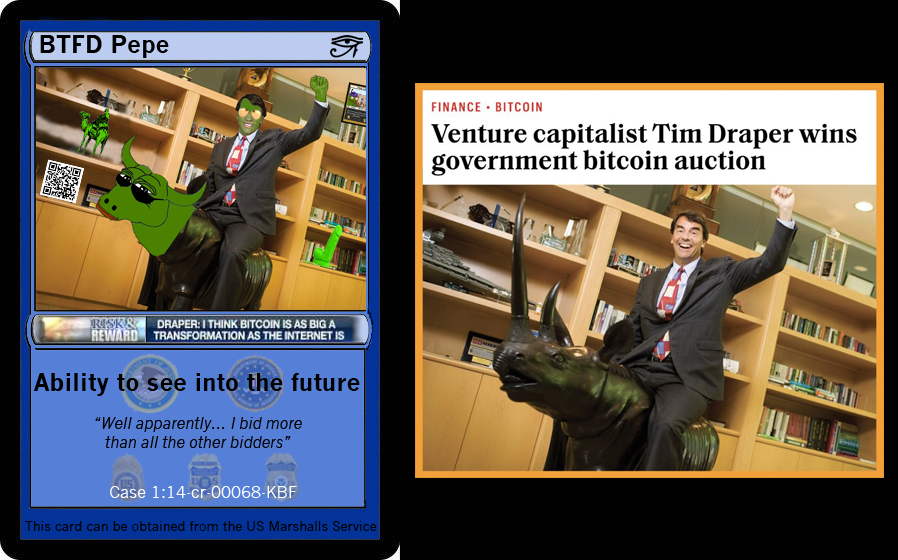 BTFD Pepe
RISK &
REWARD
DRAPER: I THINK BITCOIN IS AS BIG A
TRANSFORMATION AS THE INTERNET IS
Ability to see into the future
“Well apparently... I bid more
than all the other bidders”
Case 1:14-cr-00068-KBF
This card can be obtained from the US Marshalls Service
FINANCE • BITCOIN
Venture capitalist Tim Draper wins
government bitcoin auction